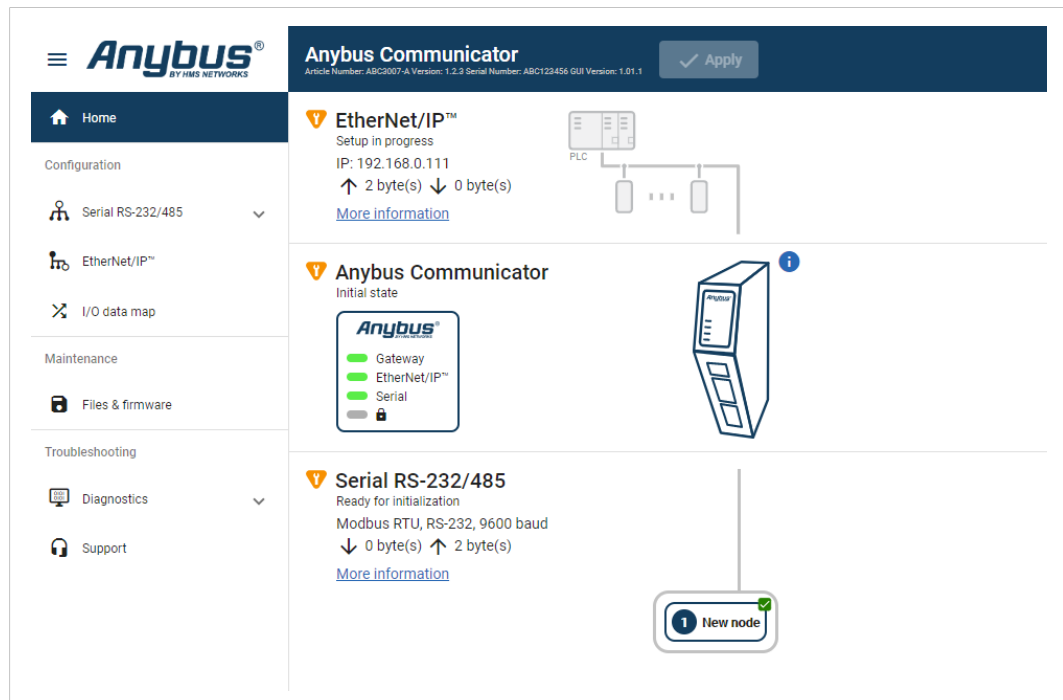 Anybus®
BY HMS NETWORKS
Anybus Communicator
Article Number: ABC3007-A Version: 1.2.3 Serial Number: ABC123456 GUI Version: 1.01.1
Apply
Home
Configuration
Serial RS-232/485
EtherNet/IP™
I/O data map
Maintenance
Files & firmware
Troubleshooting
Diagnostics
Support
EtherNet/IP™
Setup in progress
IP: 192.168.0.111
2 byte(s) 0 byte(s)
More information
PLC
Anybus Communicator
Initial state
Anybus®
BY HMS NETWORKS
Gateway
EtherNet/IP™
Serial
Anybus
i
Serial RS-232/485
Ready for initialization
Modbus RTU, RS-232, 9600 baud
0 byte(s) 2 byte(s)
More information
1 New node